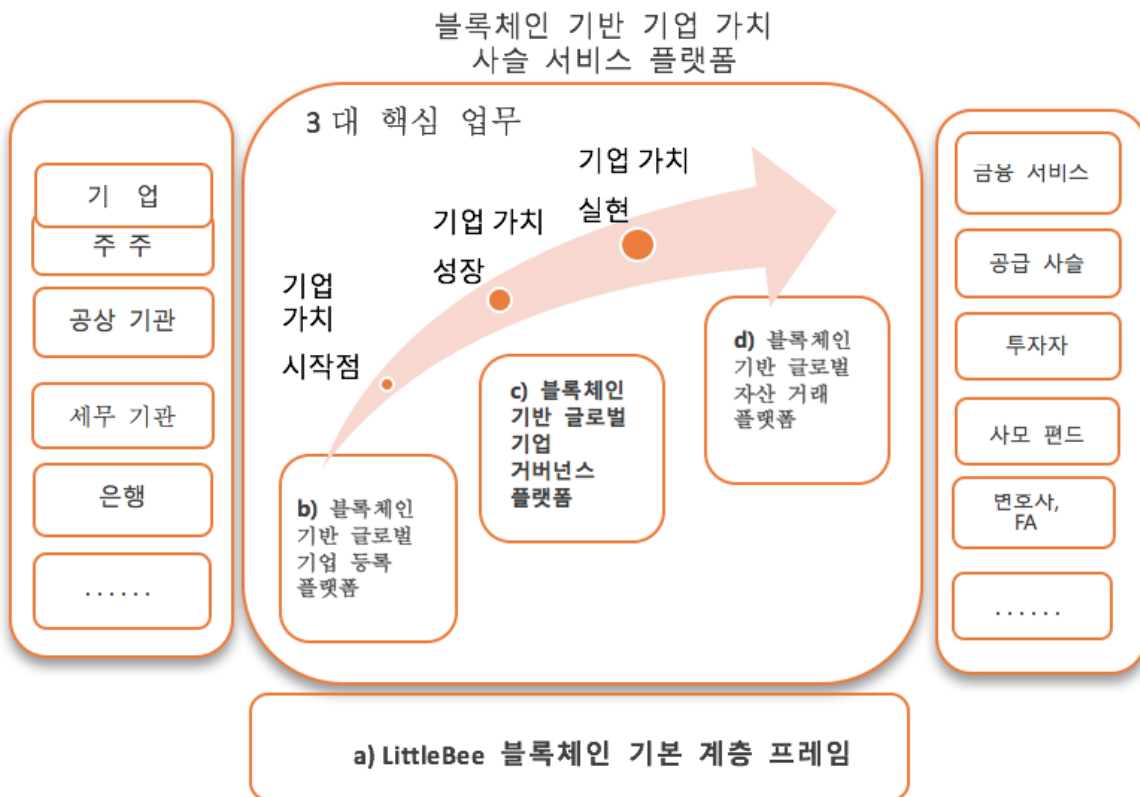 블록체인 기반 기업 가치
사슬 서비스 플랫폼
기 업
주 주
공상 기관
세무 기관
은행
......
3 대 핵심 업무
기업
가치
시작점
기업 가치
성장
기업 가치
실현
b) 블록체인
기반 글로벌
기업 등록
플랫폼
c) 블록체인
기반 글로벌
기업
거버넌스
플랫폼
d) 블록체인
기반 글로벌
자산 거래
플랫폼
금융 서비스
공급 사슬
투자자
사모 펀드
변호사,
FA
......
a) LittleBee 블록체인 기본 계층 프레임